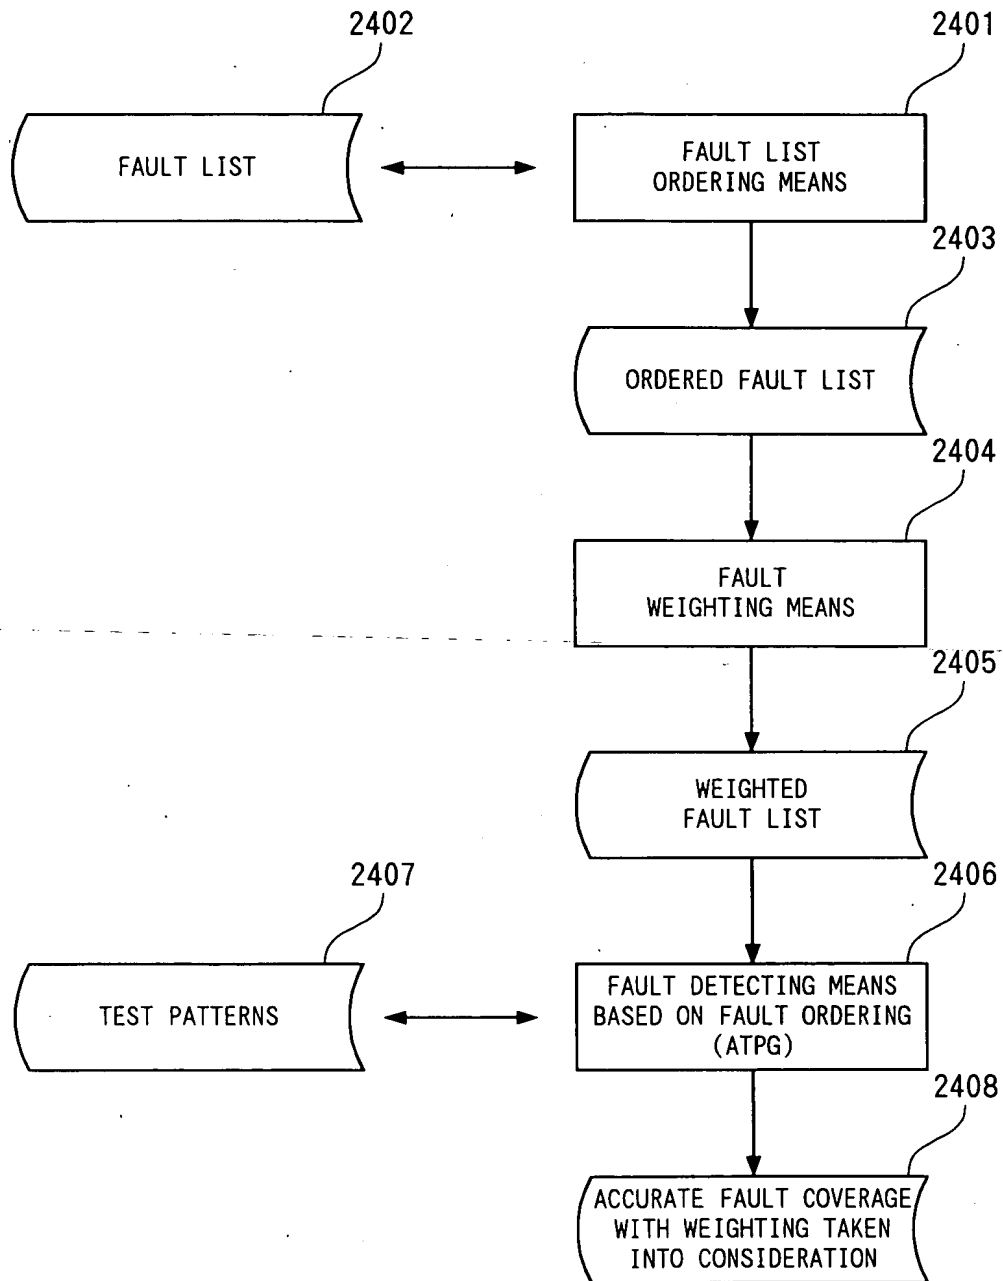 2402
2401
FAULT LIST
FAULT LIST
ORDERING MEANS
2403
ORDERED FAULT LIST
2404
FAULT
WEIGHTING MEANS
2405
WEIGHTED
FAULT LIST
2407
2406
TEST PATTERNS
FAULT DETECTING MEANS
BASED ON FAULT ORDERING
(ATPG)
2408
ACCURATE FAULT COVERAGE
WITH WEIGHTING TAKEN
INTO CONSIDERATION